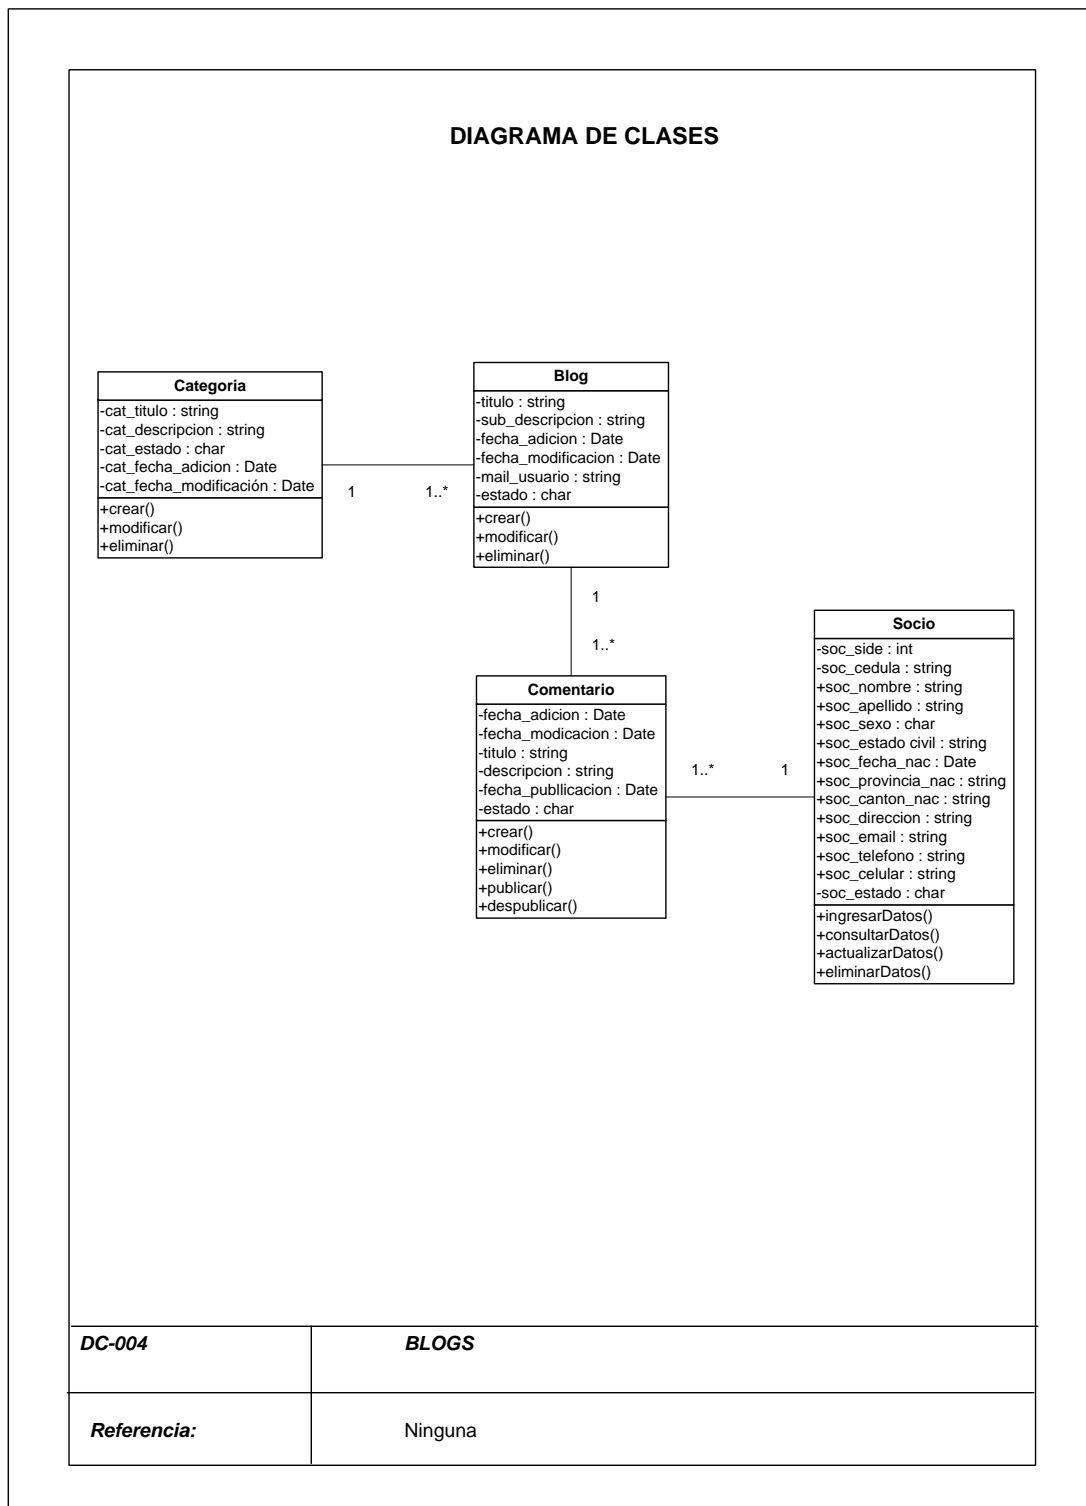 DIAGRAMA DE CLASES
Categoria
-cat_titulo : string
-cat_descripcion : string
-cat_estado : char
-cat_fecha_adicion : Date
-cat_fecha_modificación : Date
+crear()
+modificar()
+eliminar()
1
1..*
Blog
-titulo : string
-sub_descripcion : string
-fecha_adicion : Date
-fecha_modificacion : Date
-mail_usuario : string
-estado : char
+crear()
+modificar()
+eliminar()
1
1..*
Comentario
-fecha_adicion : Date
-fecha_modicacion : Date
-titulo : string
-descripcion : string
-fecha_publlicacion : Date
-estado : char
+crear()
+modificar()
+eliminar()
+publicar()
+despublicar()
1..*
1
Socio
-soc_side : int
-soc_cedula : string
+soc_nombre : string
+soc_apellido : string
+soc_sexo : char
+soc_estado civil : string
+soc_fecha_nac : Date
+soc_provincia_nac : string
+soc_canton_nac : string
+soc_direccion : string
+soc_email : string
+soc_telefono : string
+soc_celular : string
-soc_estado : char
+ingresarDatos()
+consultarDatos()
+actualizarDatos()
+eliminarDatos()
DC-004
BLOGS
Referencia:
Ninguna